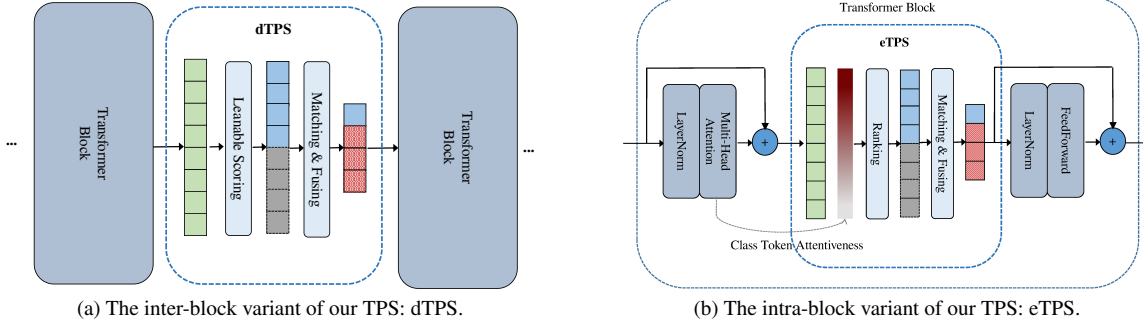 Transformer Block
dTPS
eTPS
...
Transformer
Block
Leanable Scoring
Matching & Fusing
Transformer
Block
...
LayerNorm
Multi-Head
Attention
+
Ranking
Matching & Fusing
LayerNorm
FeedForward
+
Class Token Attentiveness
(a) The inter-block variant of our TPS: dTPS.
(b) The intra-block variant of our TPS: eTPS.